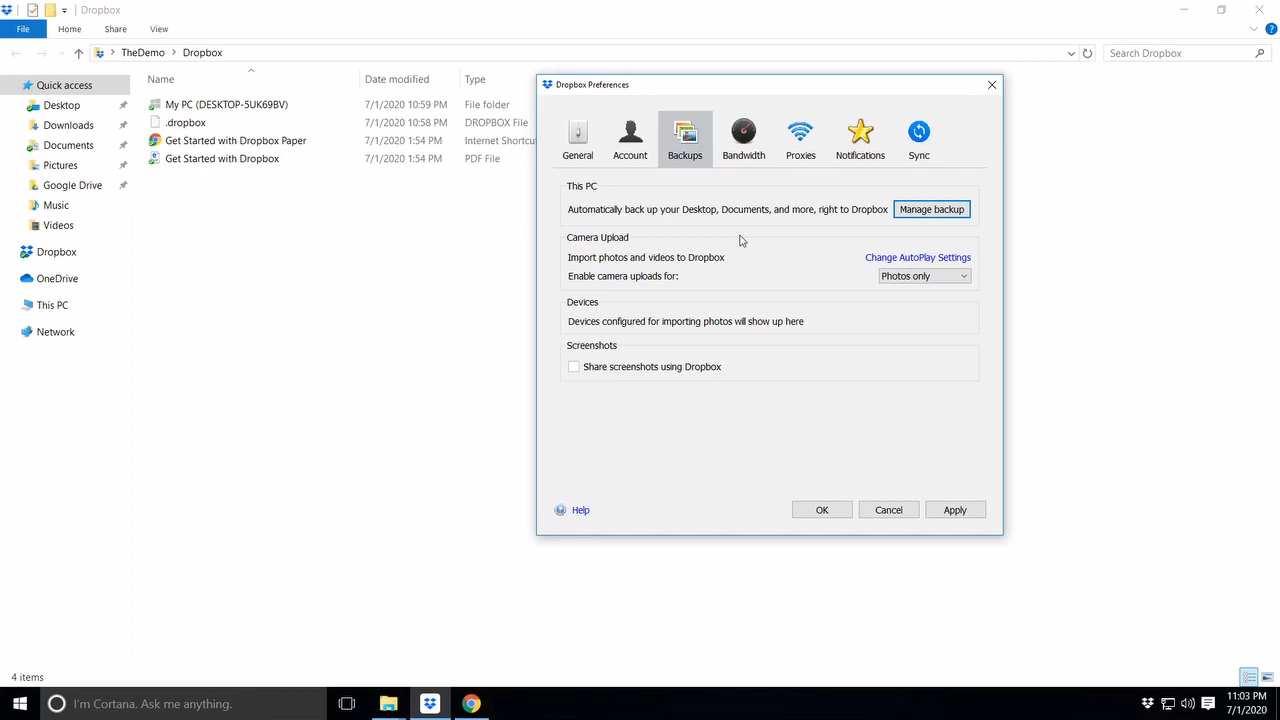 Dropbox
File Home Share View
TheDemo Dropbox Search Dropbox
Name Date modified Type
Quick access
Desktop
Downloads
Documents
Pictures
Google Drive
Music
Videos
Dropbox
OneDrive
This PC
Network
My PC (DESKTOP-5UK69BV) 7/1/2020 10:59 PM File folder
.dropbox 7/1/2020 10:58 PM DROPBOX File
Get Started with Dropbox Paper 7/1/2020 1:54 PM Internet Shortcu
Get Started with Dropbox 7/1/2020 1:54 PM PDF File
Dropbox Preferences
General Account Backups Bandwidth Proxies Notifications Sync
This PC
Automatically back up your Desktop, Documents, and more, right to Dropbox Manage backup
Camera Upload
Import photos and videos to Dropbox Change AutoPlay Settings
Enable camera uploads for: Photos only
Devices
Devices configured for importing photos will show up here
Screenshots
Share screenshots using Dropbox
Help OK Cancel Apply
4 items
I'm Cortana. Ask me anything.
11:03 PM
7/1/2020